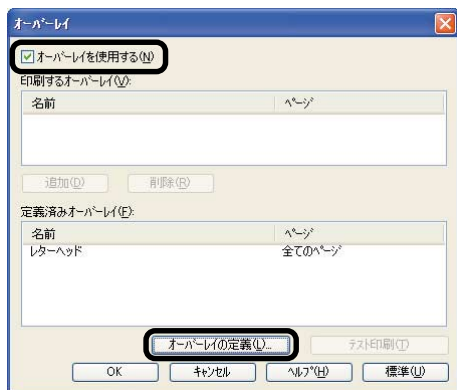 オーバーレイ
オーバーレイを使用する(N)
印刷するオーバーレイ(V):
名前 ページ
追加(D) 削除(R)
定義済みオーバーレイ(F):
名前 ページ
レターヘッド 全てのページ
オーバーレイの定義(L)... テスト印刷(T)
OK キャンセル ヘルプ(H) 標準(U)